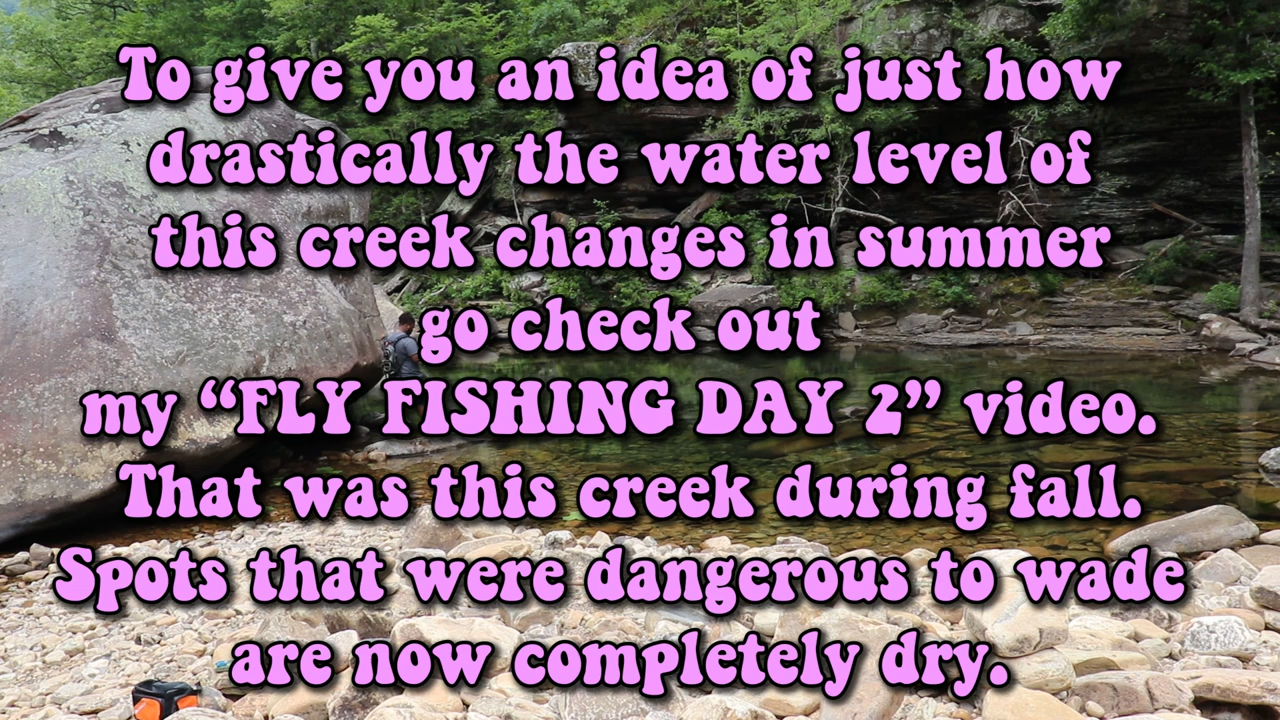 To give you an idea of just how
drastically the water level of
this creek changes in summer
go check out
my “FLY FISHING DAY 2” video.
That was this creek during fall.
Spots that were dangerous to wade
are now completely dry.